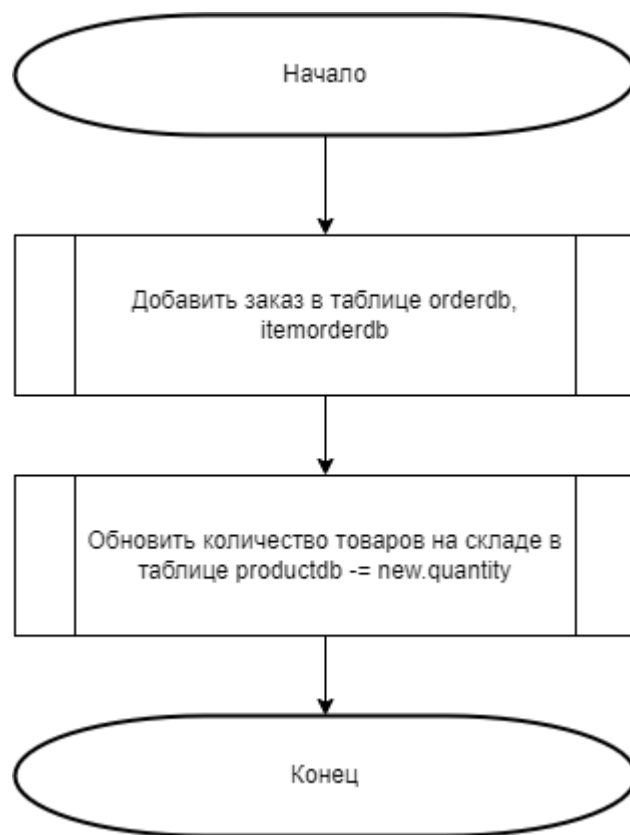 Начало
Добавить заказ в таблице orderdb,
itemorderdb
Обновить количество товаров на складе в
таблице productdb -= new.quantity
Конец